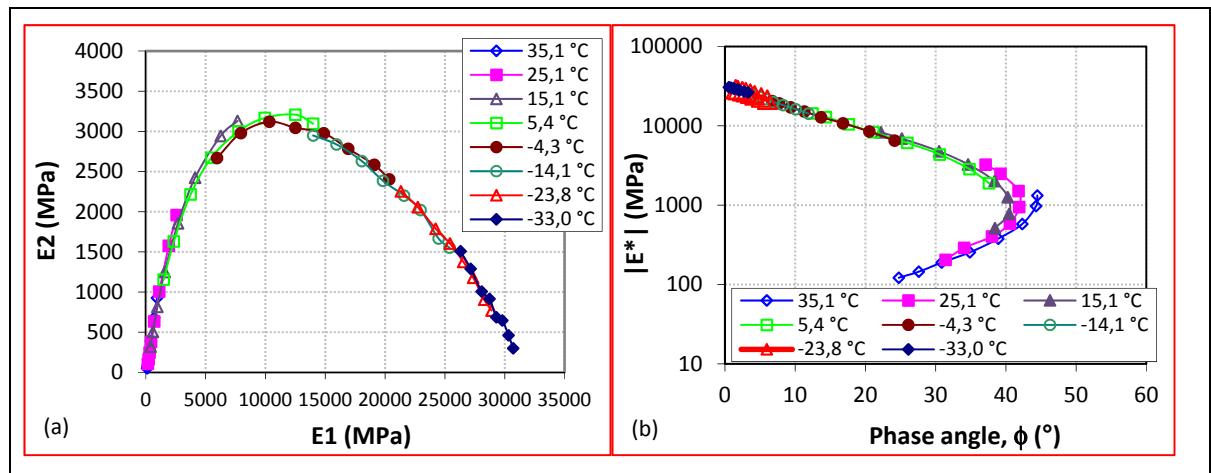 4000
3500
3000
2500
2000
1500
1000
500
0
E2 (MPa)
35,1 °C
25,1 °C
15,1 °C
5,4 °C
-4,3 °C
-14,1 °C
-23,8 °C
-33,0 °C
0 5000 10000 15000 20000 25000 30000 35000
(a)
E1 (MPa)
100000
10000
1000
100
10
|E*| (MPa)
35,1 °C 25,1 °C 15,1 °C
5,4 °C -4,3 °C -14,1 °C
-23,8 °C -33,0 °C
0 10 20 30 40 50 60
(b)
Phase angle, ϕ (°)